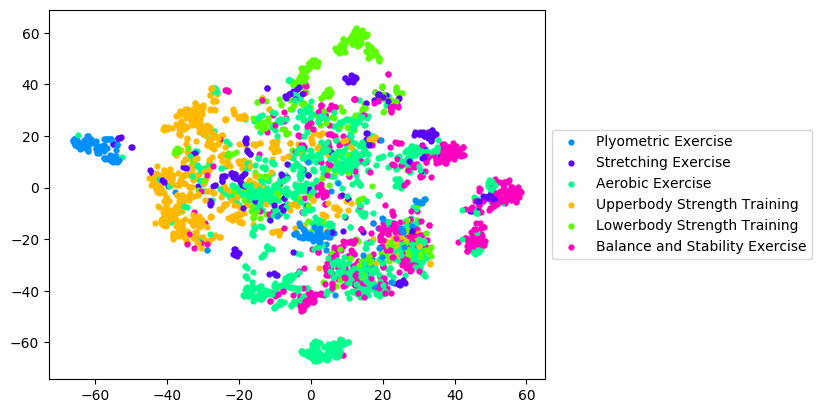 60
40
20
0
−20
−40
−60
−60 −40 −20 0 20 40 60
Plyometric Exercise
Stretching Exercise
Aerobic Exercise
Upperbody Strength Training
Lowerbody Strength Training
Balance and Stability Exercise